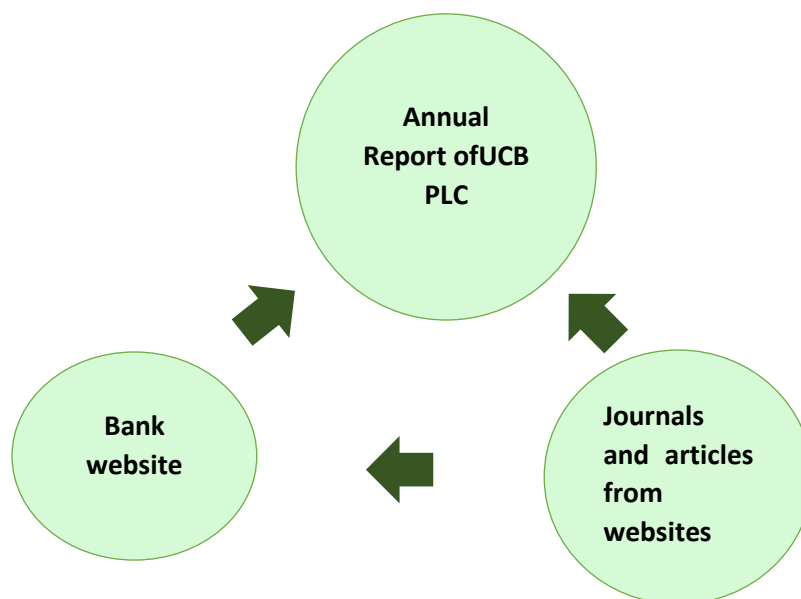 Annual
Report ofUCB
PLC
Bank
website
Journals
and articles
from
websites